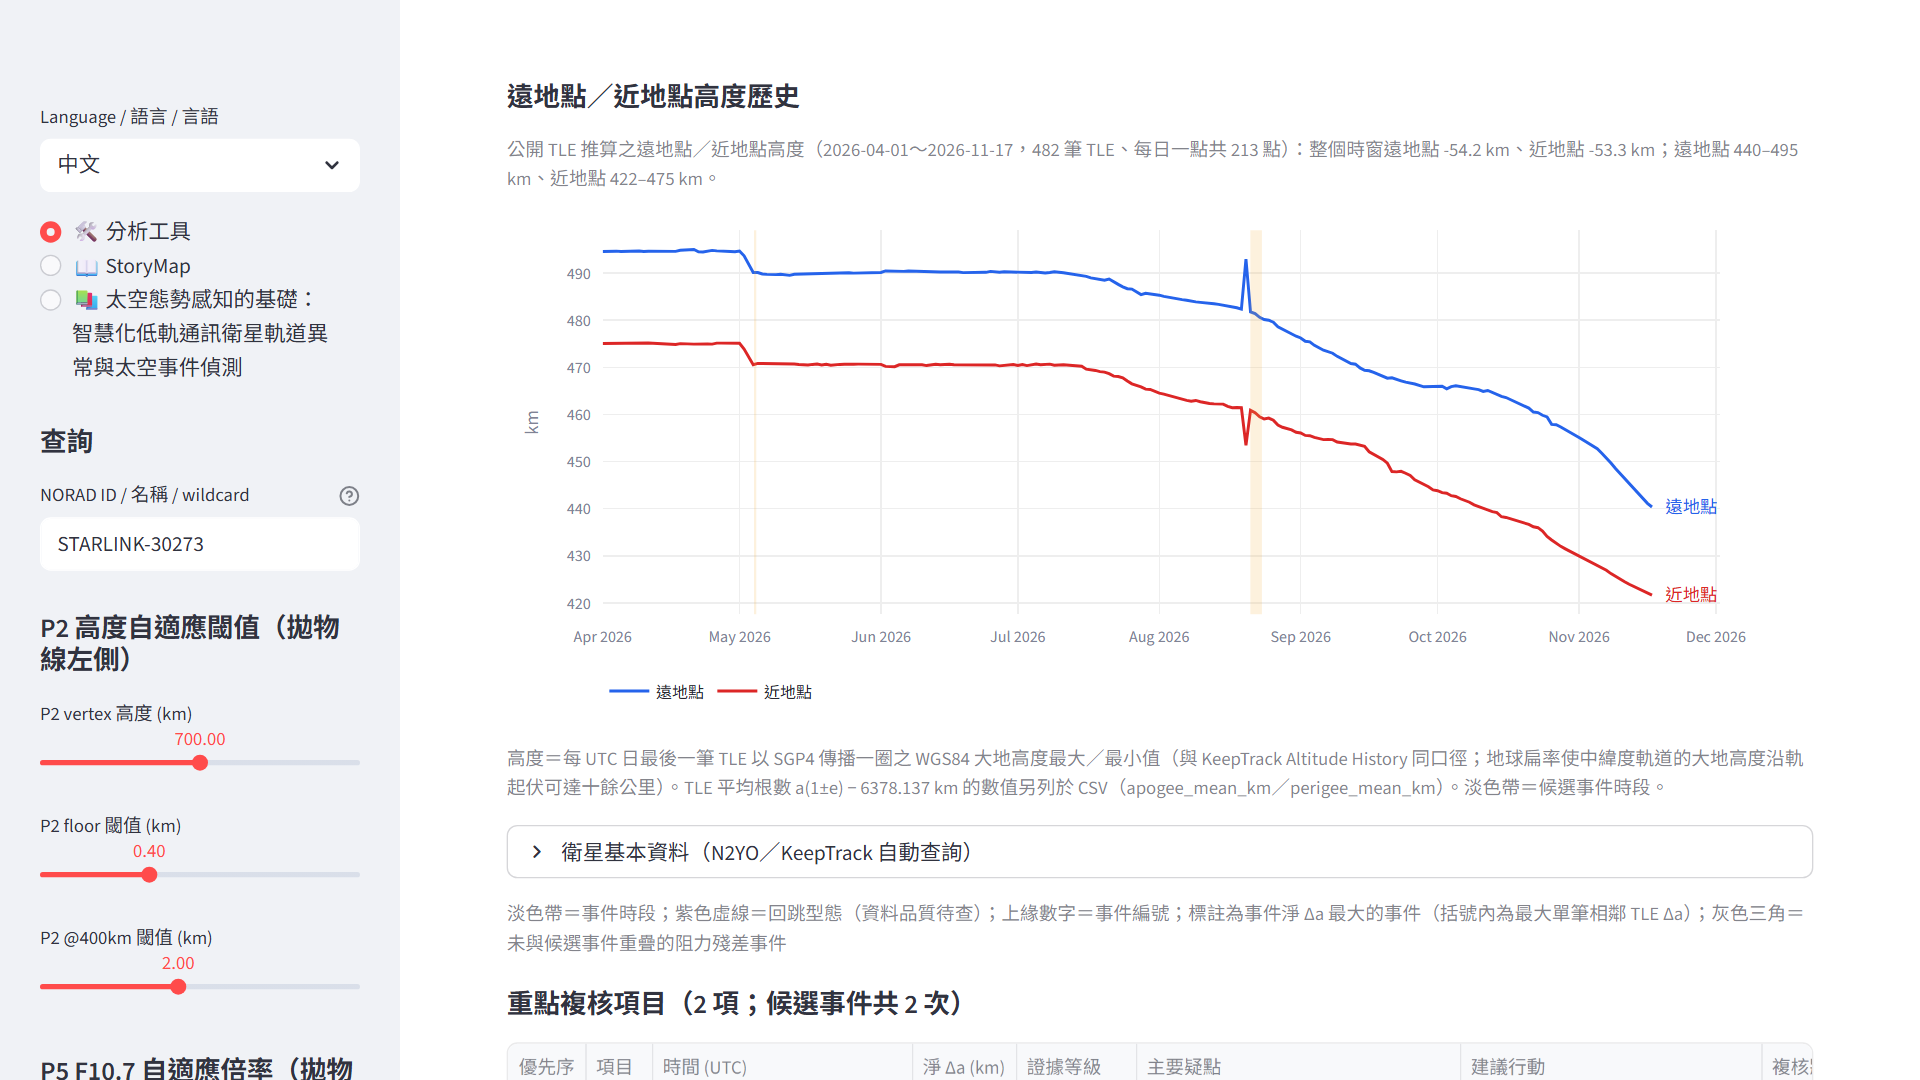 Language / 語言 / 言語
中文
🛠️ 分析工具
📖 StoryMap
📚 太空態勢感知的基礎：
智慧化低軌通訊衛星軌道異
常與太空事件偵測
查詢
NORAD ID / 名稱 / wildcard
STARLINK-30273
P2 高度自適應閾值（拋物
線左側）
P2 vertex 高度 (km)
700.00
P2 floor 閾值 (km)
0.40
P2 @400km 閾值 (km)
2.00
P5 F10.7 自適應倍率（拋物
遠地點／近地點高度歷史
公開 TLE 推算之遠地點／近地點高度（2026-04-01～2026-11-17，482 筆 TLE、每日一點共 213 點）：整個時窗遠地點 -54.2 km、近地點 -53.3 km；遠地點 440–495
km、近地點 422–475 km。
km
490
480
470
460
450
440
430
420
遠地點
近地點
Apr 2026
May 2026
Jun 2026
Jul 2026
Aug 2026
Sep 2026
Oct 2026
Nov 2026
Dec 2026
遠地點
近地點
高度＝每 UTC 日最後一筆 TLE 以 SGP4 傳播一圈之 WGS84 大地高度最大／最小值（與 KeepTrack Altitude History 同口徑；地球扁率使中緯度軌道的大地高度沿軌
起伏可達十餘公里）。TLE 平均根數 a(1±e) − 6378.137 km 的數值另列於 CSV（apogee_mean_km／perigee_mean_km）。淡色帶＝候選事件時段。
衛星基本資料（N2YO／KeepTrack 自動查詢）
淡色帶＝事件時段；紫色虛線＝回跳型態（資料品質待查）；上緣數字＝事件編號；標註為事件淨 Δa 最大的事件（括號內為最大單筆相鄰 TLE Δa）；灰色三角＝
未與候選事件重疊的阻力殘差事件
重點複核項目（2 項；候選事件共 2 次）
優先序
項目
時間 (UTC)
淨 Δa (km)
證據等級
主要疑點
建議行動
複核